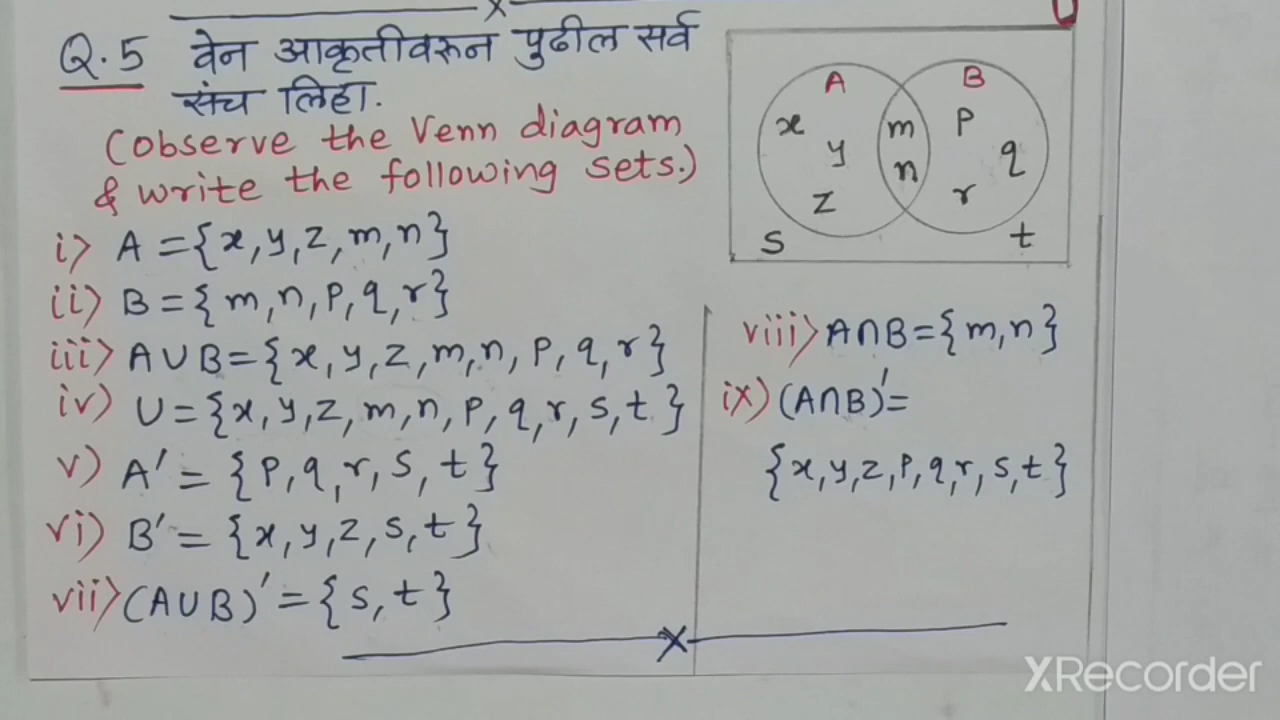 U
Q.5 वेन आकृतीवरून पुढील सर्व
संच लिहा.
(observe the Venn diagram
& write the following sets.)
A B
x m P
y n q
z r
s t
i) A = {x, y, z, m, n}
ii) B = { m, n, P, q, r}
iii) A∪B = { x, y, z, m, n, P, q, r}
iv) U = {x, y, z, m, n, P, q, r, s, t }
v) A' = { P, q, r, s, t}
vi) B' = {x, y, z, s, t}
vii) (A∪B)' = { s, t }
viii) A∩B = { m, n }
ix) (A∩B)' =
{ x, y, z, P, q, r, s, t}
XRecorder